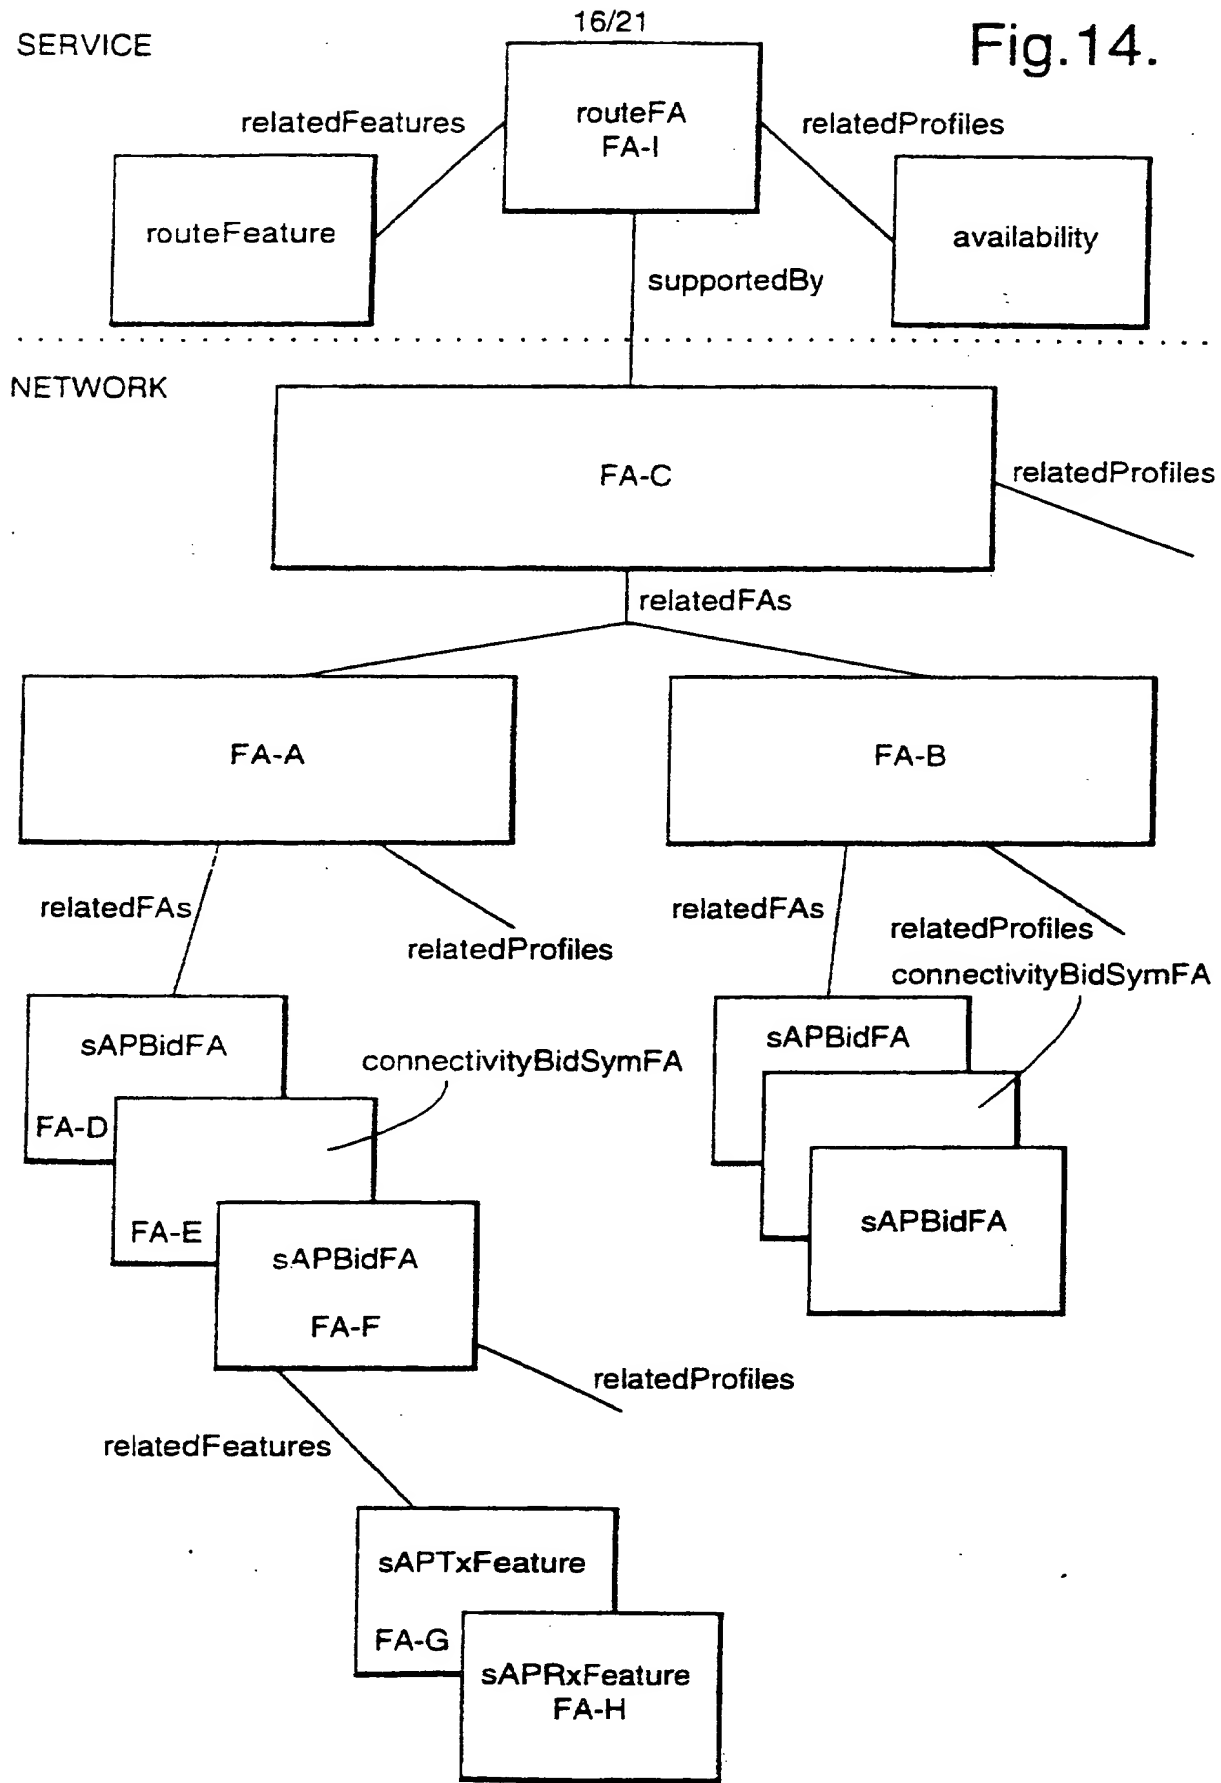 16/21
SERVICE
Fig.14.
routeFA
FA-I
relatedFeatures
relatedProfiles
routeFeature
availability
supportedBy
NETWORK
FA-C
relatedProfiles
relatedFAs
FA-A
FA-B
relatedFAs
relatedProfiles
relatedFAs
relatedProfiles
connectivityBidSymFA
sAPBidFA
FA-D
connectivityBidSymFA
FA-E
sAPBidFA
FA-F
sAPBidFA
sAPBidFA
relatedProfiles
relatedFeatures
sAPTxFeature
FA-G
sAPRxFeature
FA-H